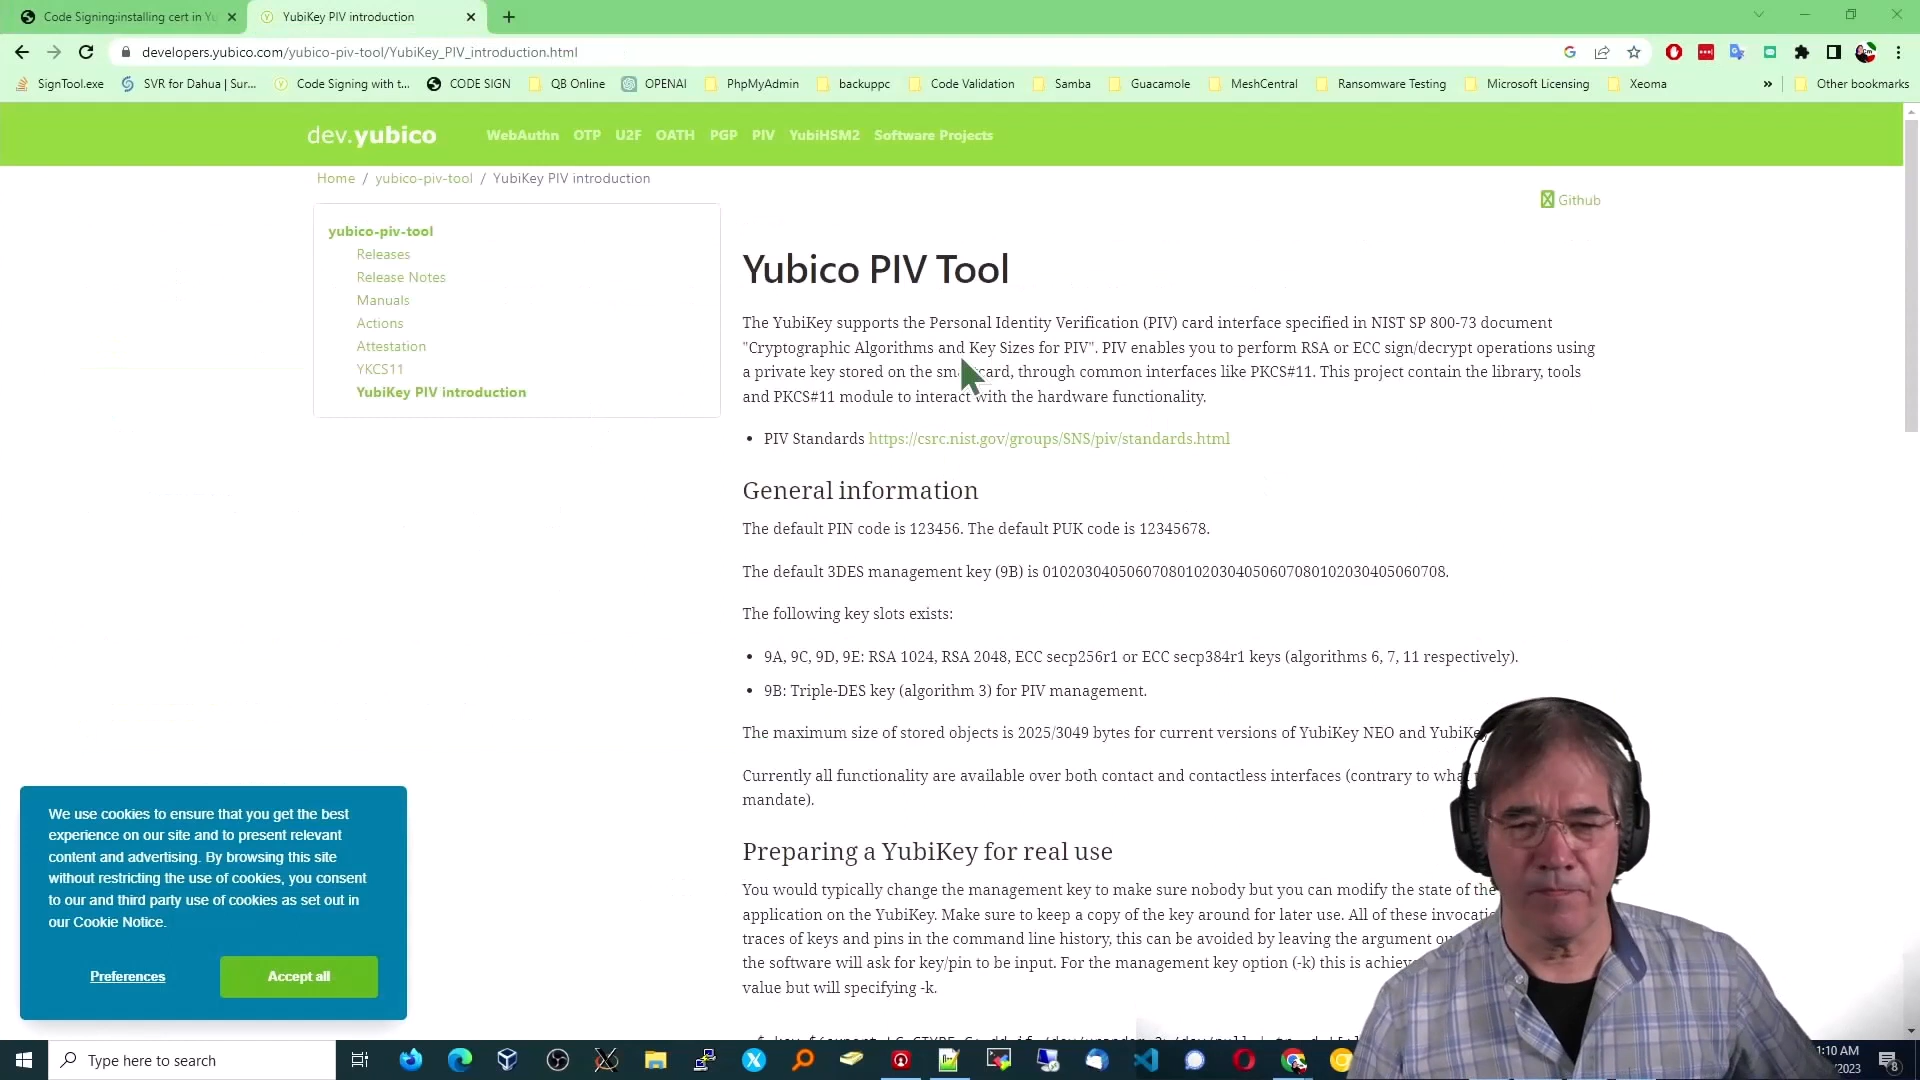 Code Signing:installing cert in Yu
YubiKey PIV introduction
developers.yubico.com/yubico-piv-tool/YubiKey_PIV_introduction.html
SignTool.exe
SVR for Dahua | Sur...
Code Signing with t...
CODE SIGN
QB Online
OPENAI
PhpMyAdmin
backuppc
Code Validation
Samba
Guacamole
MeshCentral
Ransomware Testing
Microsoft Licensing
Xeoma
»
Other bookmarks
dev.yubico
WebAuthn OTP U2F OATH PGP PIV YubiHSM2 Software Projects
Home / yubico-piv-tool / YubiKey PIV introduction
Github
yubico-piv-tool
Releases
Release Notes
Manuals
Actions
Attestation
YKCS11
YubiKey PIV introduction
Yubico PIV Tool
The YubiKey supports the Personal Identity Verification (PIV) card interface specified in NIST SP 800-73 document
"Cryptographic Algorithms and Key Sizes for PIV". PIV enables you to perform RSA or ECC sign/decrypt operations using
a private key stored on the sm card, through common interfaces like PKCS#11. This project contain the library, tools
and PKCS#11 module to interact with the hardware functionality.
• PIV Standards https://csrc.nist.gov/groups/SNS/piv/standards.html
General information
The default PIN code is 123456. The default PUK code is 12345678.
The default 3DES management key (9B) is 010203040506070801020304050607080102030405060708.
The following key slots exists:
• 9A, 9C, 9D, 9E: RSA 1024, RSA 2048, ECC secp256r1 or ECC secp384r1 keys (algorithms 6, 7, 11 respectively).
• 9B: Triple-DES key (algorithm 3) for PIV management.
The maximum size of stored objects is 2025/3049 bytes for current versions of YubiKey NEO and YubiKey
Currently all functionality are available over both contact and contactless interfaces (contrary to what
mandate).
Preparing a YubiKey for real use
You would typically change the management key to make sure nobody but you can modify the state of the
application on the YubiKey. Make sure to keep a copy of the key around for later use. All of these invocati
traces of keys and pins in the command line history, this can be avoided by leaving the argument ou
the software will ask for key/pin to be input. For the management key option (-k) this is achiev
value but will specifying -k.
We use cookies to ensure that you get the best
experience on our site and to present relevant
content and advertising. By browsing this site
without restricting the use of cookies, you consent
to our and third party use of cookies as set out in
our Cookie Notice.
Preferences
Accept all
Type here to search
1:10 AM
/2023
8